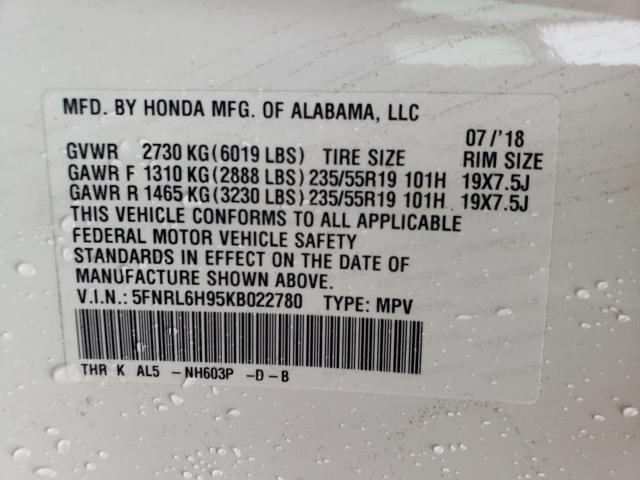 MFD. BY HONDA MFG. OF ALABAMA, LLC
07/'18
GVWR 2730 KG(6019 LBS) TIRE SIZE RIM SIZE
GAWR F 1310 KG(2888 LBS) 235/55R19 101H 19X7.5J
GAWR R 1465 KG(3230 LBS) 235/55R19 101H 19X7.5J
THIS VEHICLE CONFORMS TO ALL APPLICABLE
FEDERAL MOTOR VEHICLE SAFETY
STANDARDS IN EFFECT ON THE DATE OF
MANUFACTURE SHOWN ABOVE.
V.I.N.: 5FNRL6H95KB022780 TYPE: MPV
THR K AL5 -NH603P -D-B